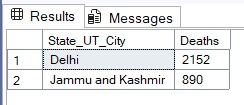 Results Messages
State_UT_City Deaths
1 Delhi 2152
2 Jammu and Kashmir 890